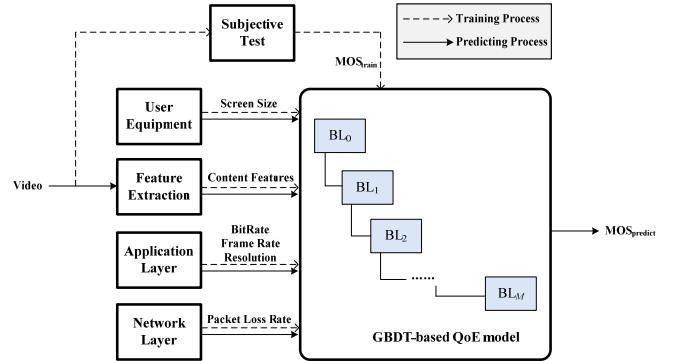 Subjective
Test
Training Process
Predicting Process
MOStrain
User
Equipment
Screen Size
Video
Feature
Extraction
Content Features
Application
Layer
BitRate
Frame Rate
Resolution
Network
Layer
Packet Loss Rate
BL0
BL1
BL2
......
BLM
GBDT-based QoE model
MOSpredict